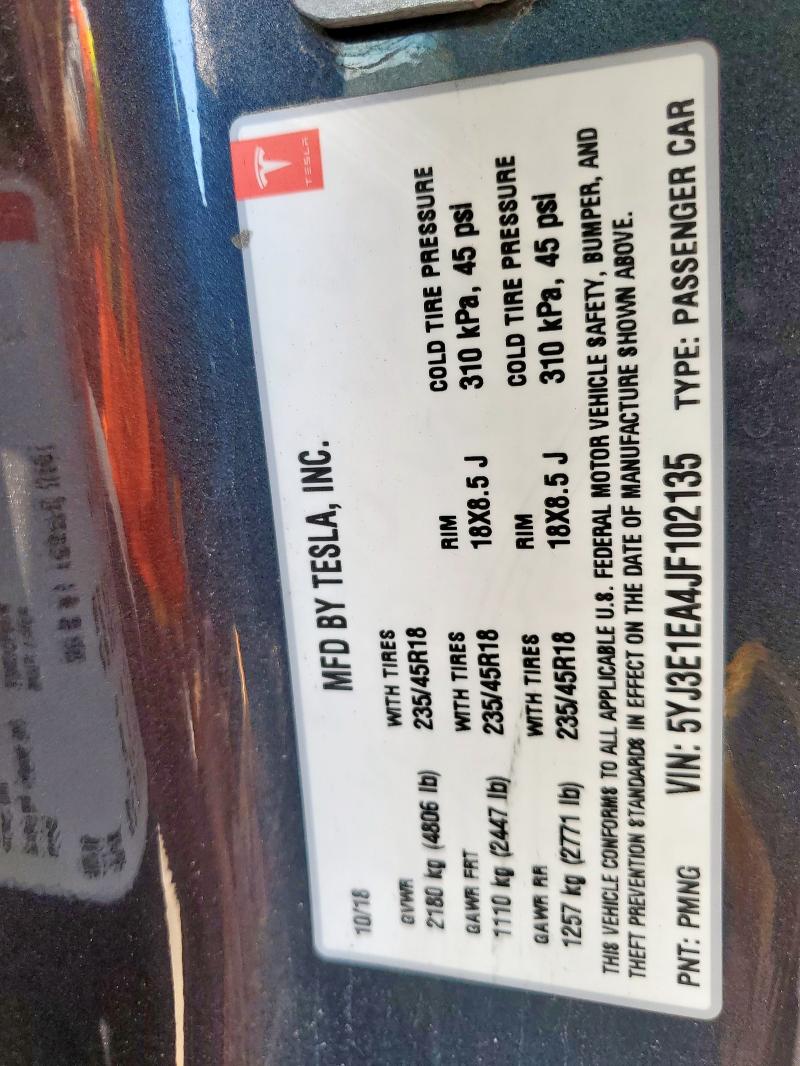 TESLA
MFD BY TESLA, INC.
10/18
GVWR WITH TIRES
2180 kg (4806 lb) 235/45R18
GAWR FRT WITH TIRES RIM COLD TIRE PRESSURE
1110 kg (2447 lb) 235/45R18 18X8.5 J 310 kPa, 45 psi
GAWR RR WITH TIRES RIM COLD TIRE PRESSURE
1257 kg (2771 lb) 235/45R18 18X8.5 J 310 kPa, 45 psi
THIS VEHICLE CONFORMS TO ALL APPLICABLE U.S. FEDERAL MOTOR VEHICLE SAFETY, BUMPER, AND
THEFT PREVENTION STANDARDS IN EFFECT ON THE DATE OF MANUFACTURE SHOWN ABOVE.
PNT: PMNG VIN: 5YJ3E1EA4JF102135 TYPE: PASSENGER CAR